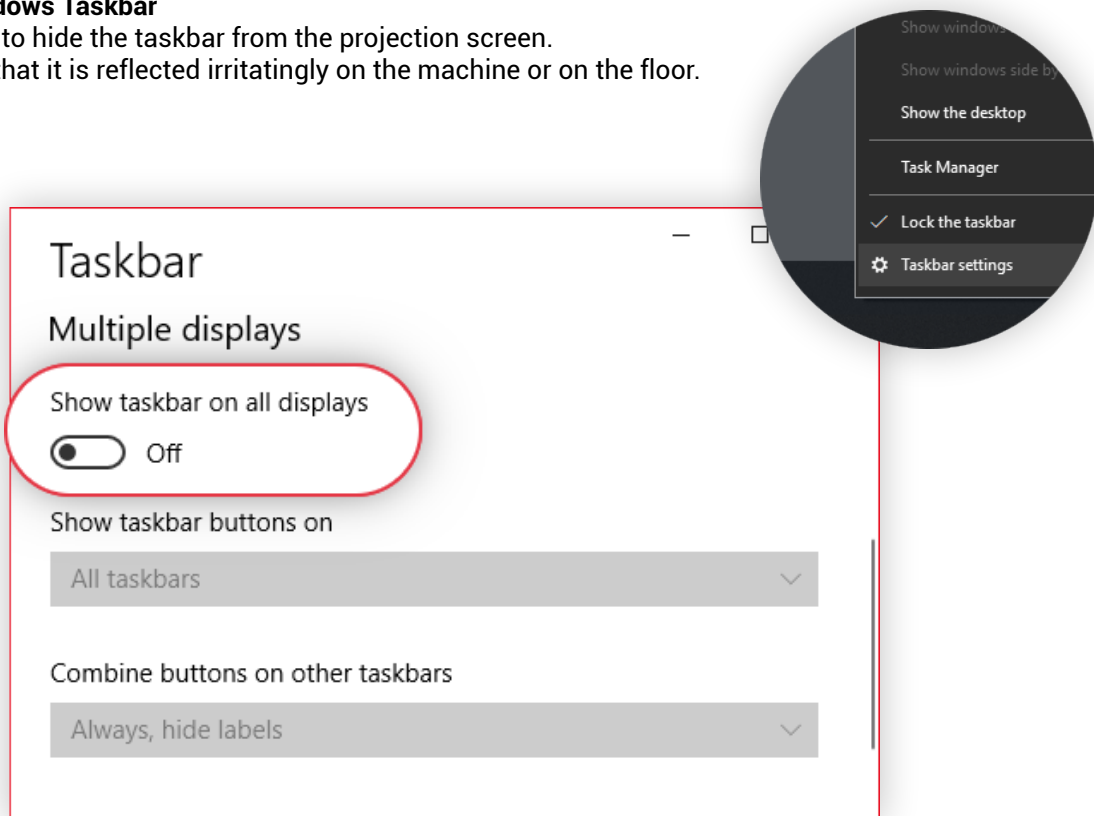 dows Taskbar
to hide the taskbar from the projection screen.
hat it is reflected irritatingly on the machine or on the floor.
Show windows
Show windows side by
Show the desktop
Task Manager
Lock the taskbar
Taskbar settings
Taskbar
Multiple displays
Show taskbar on all displays
Off
Show taskbar buttons on
All taskbars
Combine buttons on other taskbars
Always, hide labels